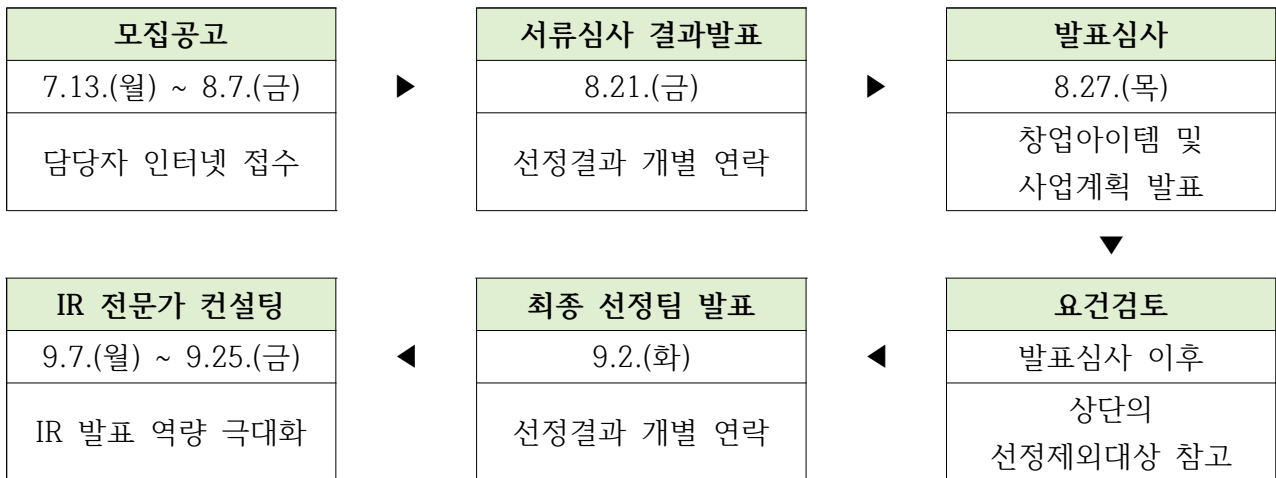 모집공고
7.13.(월) ~ 8.7.(금)
담당자 인터넷 접수
▶
서류심사 결과발표
8.21.(금)
선정결과 개별 연락
▶
발표심사
8.27.(목)
창업아이템 및
사업계획 발표
▼
요건검토
발표심사 이후
상단의
선정제외대상 참고
◀
최종 선정팀 발표
9.2.(화)
선정결과 개별 연락
◀
IR 전문가 컨설팅
9.7.(월) ~ 9.25.(금)
IR 발표 역량 극대화